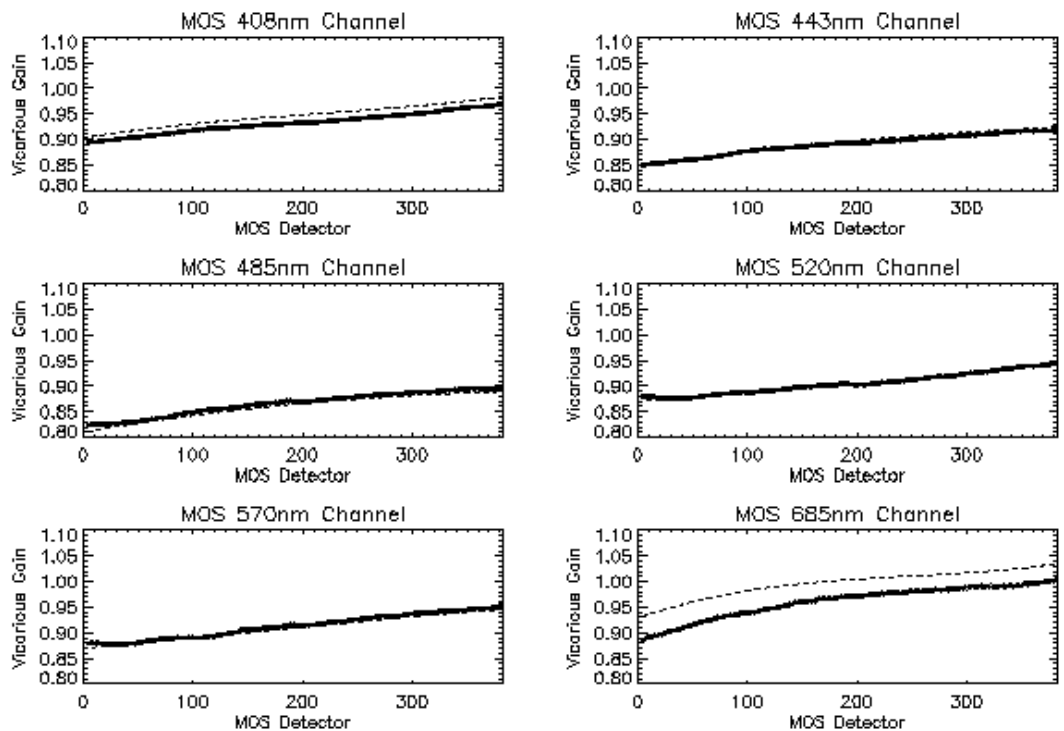 MOS 408nm Channel
Vicarious Gain
1.10
1.05
1.00
0.95
0.90
0.85
0.80
0 100 200 300
MOS Detector
MOS 443nm Channel
Vicarious Gain
1.10
1.05
1.00
0.95
0.90
0.85
0.80
0 100 200 300
MOS Detector
MOS 485nm Channel
Vicarious Gain
1.10
1.05
1.00
0.95
0.90
0.85
0.80
0 100 200 300
MOS Detector
MOS 520nm Channel
Vicarious Gain
1.10
1.05
1.00
0.95
0.90
0.85
0.80
0 100 200 300
MOS Detector
MOS 570nm Channel
Vicarious Gain
1.10
1.05
1.00
0.95
0.90
0.85
0.80
0 100 200 300
MOS Detector
MOS 685nm Channel
Vicarious Gain
1.10
1.05
1.00
0.95
0.90
0.85
0.80
0 100 200 300
MOS Detector